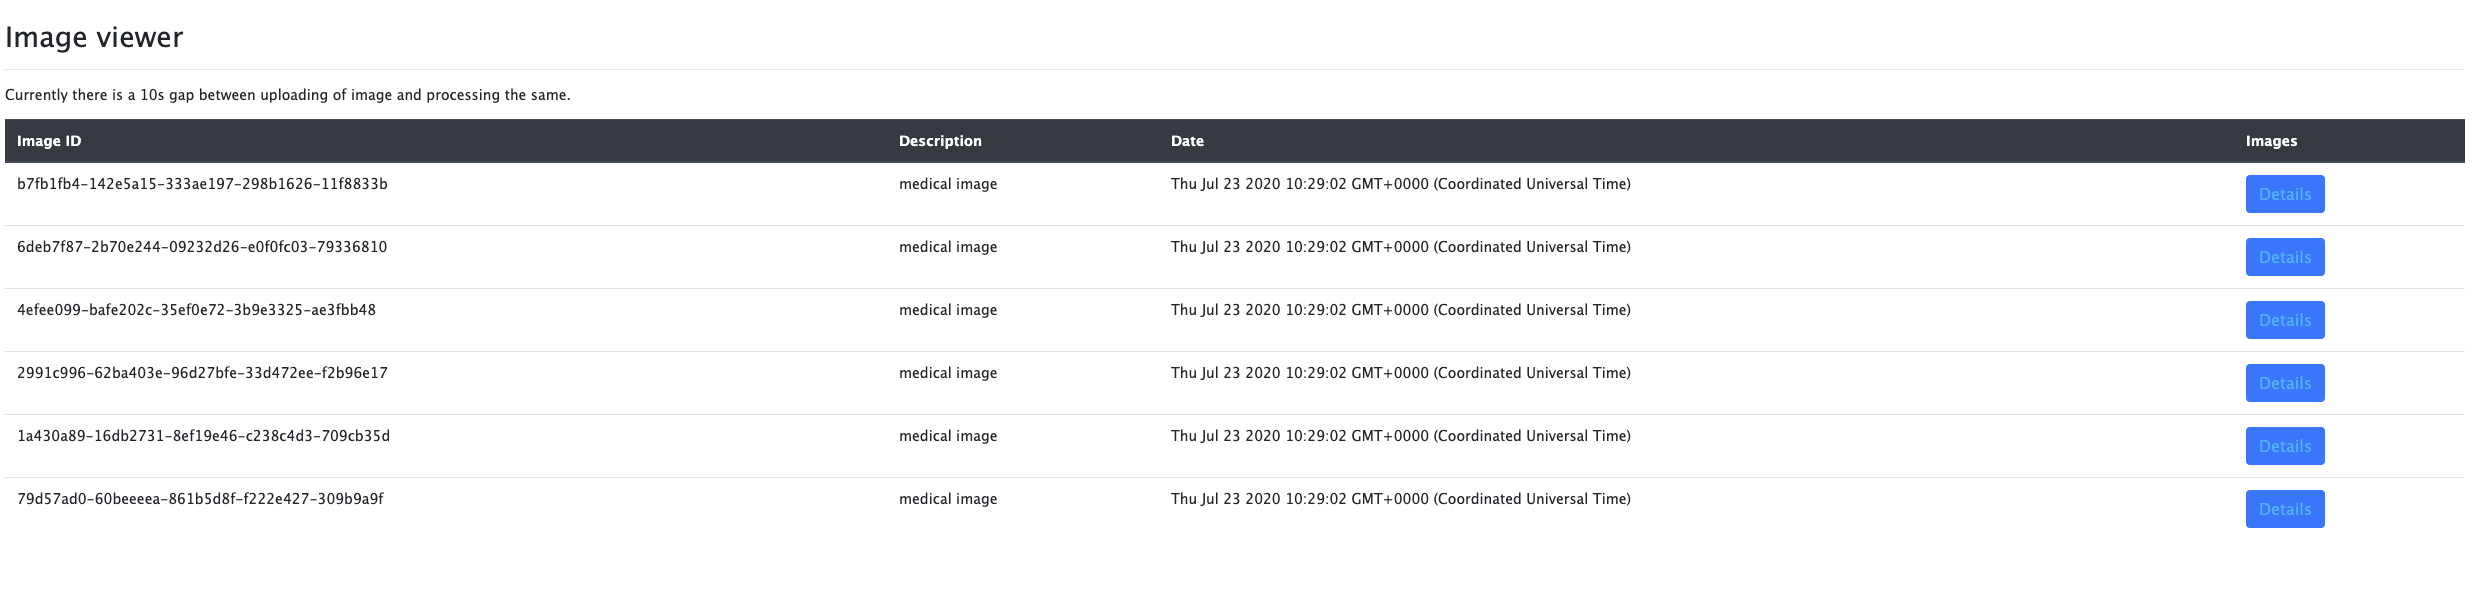 Image viewer
Currently there is a 10s gap between uploading of image and processing the same.
Image ID Description Date Images
b7fb1fb4-142e5a15-333ae197-298b1626-11f8833b medical image Thu Jul 23 2020 10:29:02 GMT+0000 (Coordinated Universal Time) Details
6deb7f87-2b70e244-09232d26-e0f0fc03-79336810 medical image Thu Jul 23 2020 10:29:02 GMT+0000 (Coordinated Universal Time) Details
4efee099-bafe202c-35ef0e72-3b9e3325-ae3fbb48 medical image Thu Jul 23 2020 10:29:02 GMT+0000 (Coordinated Universal Time) Details
2991c996-62ba403e-96d27bfe-33d472ee-f2b96e17 medical image Thu Jul 23 2020 10:29:02 GMT+0000 (Coordinated Universal Time) Details
1a430a89-16db2731-8ef19e46-c238c4d3-709cb35d medical image Thu Jul 23 2020 10:29:02 GMT+0000 (Coordinated Universal Time) Details
79d57ad0-60beeeea-861b5d8f-f222e427-309b9a9f medical image Thu Jul 23 2020 10:29:02 GMT+0000 (Coordinated Universal Time) Details